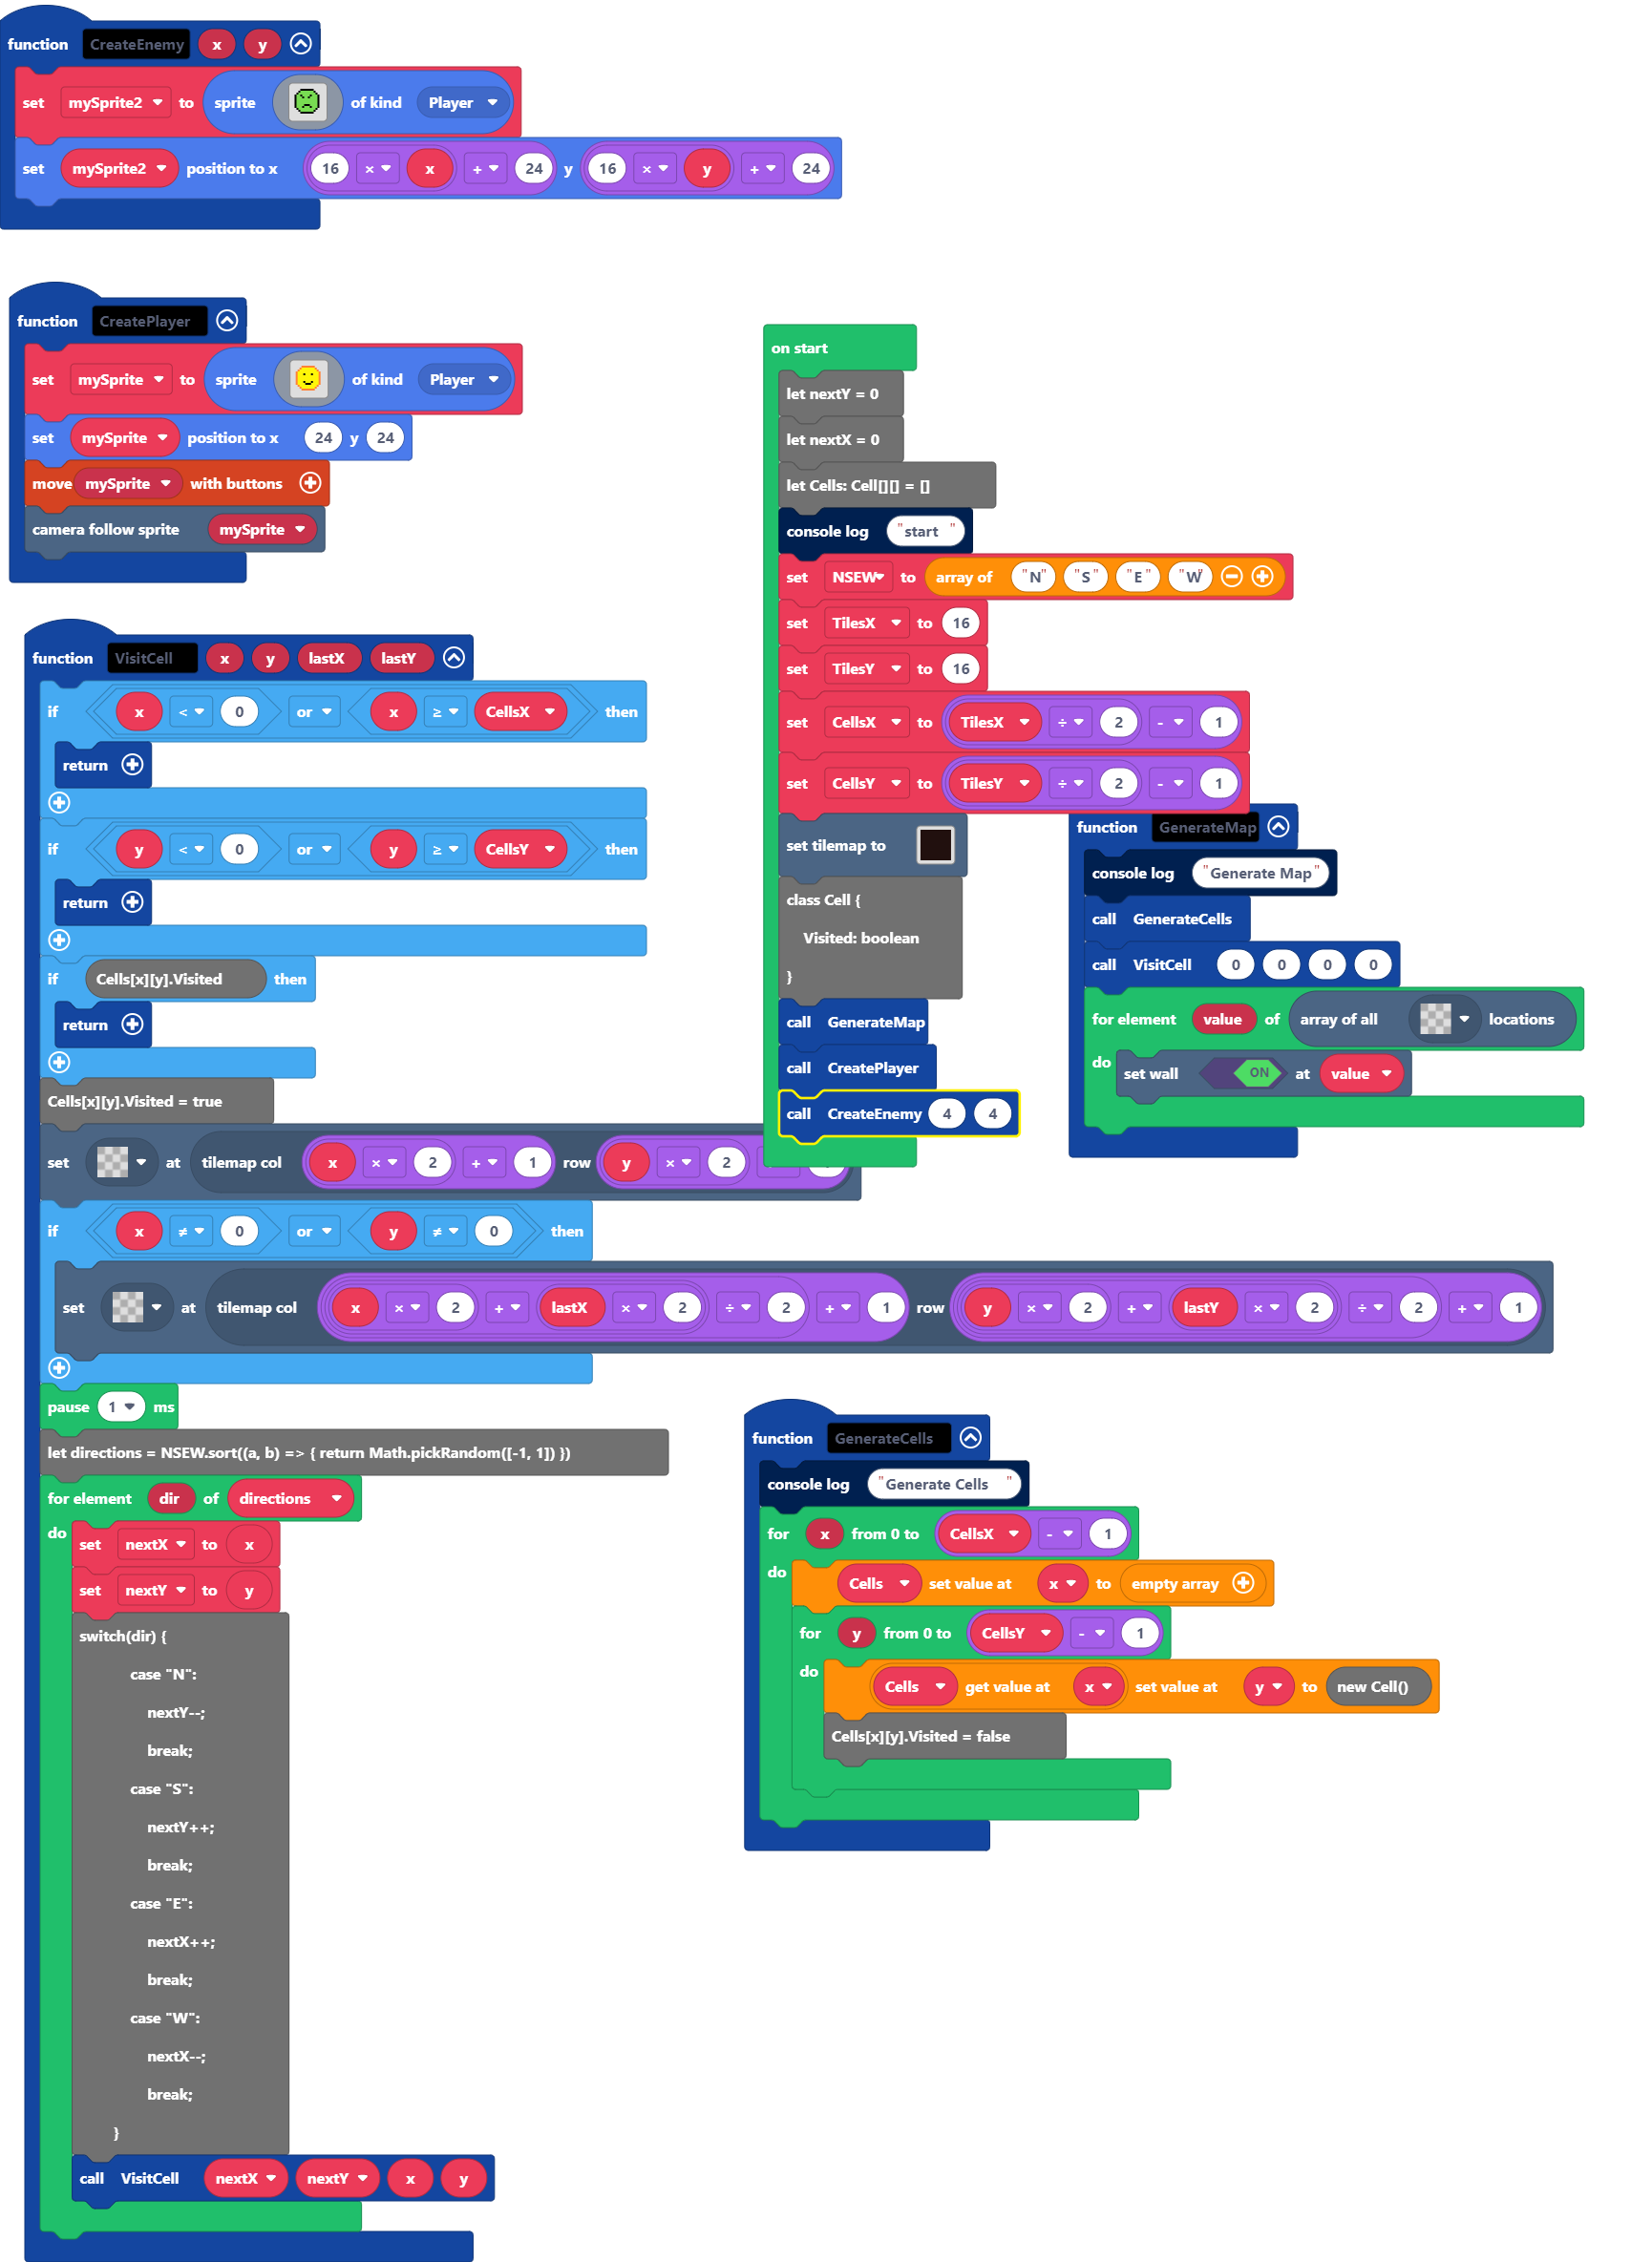 function CreateEnemy x y
set mySprite2 to sprite of kind Player
set mySprite2 position to x 16 × x + 24 y 16 × y + 24
function CreatePlayer
set mySprite to sprite of kind Player
set mySprite position to x 24 y 24
move mySprite with buttons
camera follow sprite mySprite
function VisitCell x y lastX lastY
if x < 0 or x ≥ CellsX then
return
if y < 0 or y ≥ CellsY then
return
if Cells[x][y].Visited then
return
Cells[x][y].Visited = true
set at tilemap col x × 2 + 1 row y × 2
if x ≠ 0 or y ≠ 0 then
set at tilemap col x × 2 + lastX × 2 ÷ 2 + 1 row y × 2 + lastY × 2 ÷ 2 + 1
pause 1 ms
let directions = NSEW.sort((a, b) => { return Math.pickRandom([-1, 1]) })
for element dir of directions
do set nextX to x
set nextY to y
switch(dir) {
case "N":
nextY--;
break;
case "S":
nextY++;
break;
case "E":
nextX++;
break;
case "W":
nextX--;
break;
}
call VisitCell nextX nextY x y
on start
let nextY = 0
let nextX = 0
let Cells: Cell[][] = []
console log "start "
set NSEW to array of "N" "S" "E" "W"
set TilesX to 16
set TilesY to 16
set CellsX to TilesX ÷ 2 - 1
set CellsY to TilesY ÷ 2 - 1
set tilemap to
class Cell {
Visited: boolean
}
call GenerateMap
call CreatePlayer
call CreateEnemy 4 4
function GenerateMap
console log "Generate Map"
call GenerateCells
call VisitCell 0 0 0 0
for element value of array of all locations
do set wall ON at value
function GenerateCells
console log "Generate Cells "
for x from 0 to CellsX - 1
do Cells set value at x to empty array
for y from 0 to CellsY - 1
do Cells get value at x set value at y to new Cell()
Cells[x][y].Visited = false